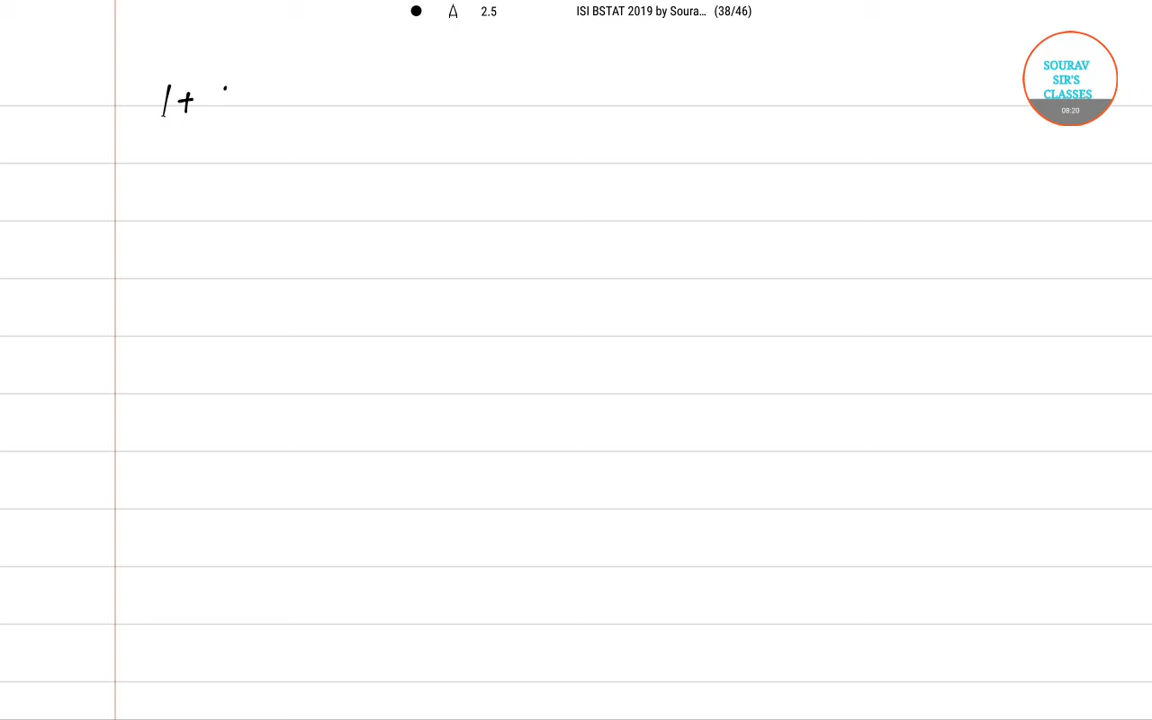 2.5 ISI BSTAT 2019 by Soura... (38/46)
SOURAV
SIR'S
CLASSES
08:20
1+